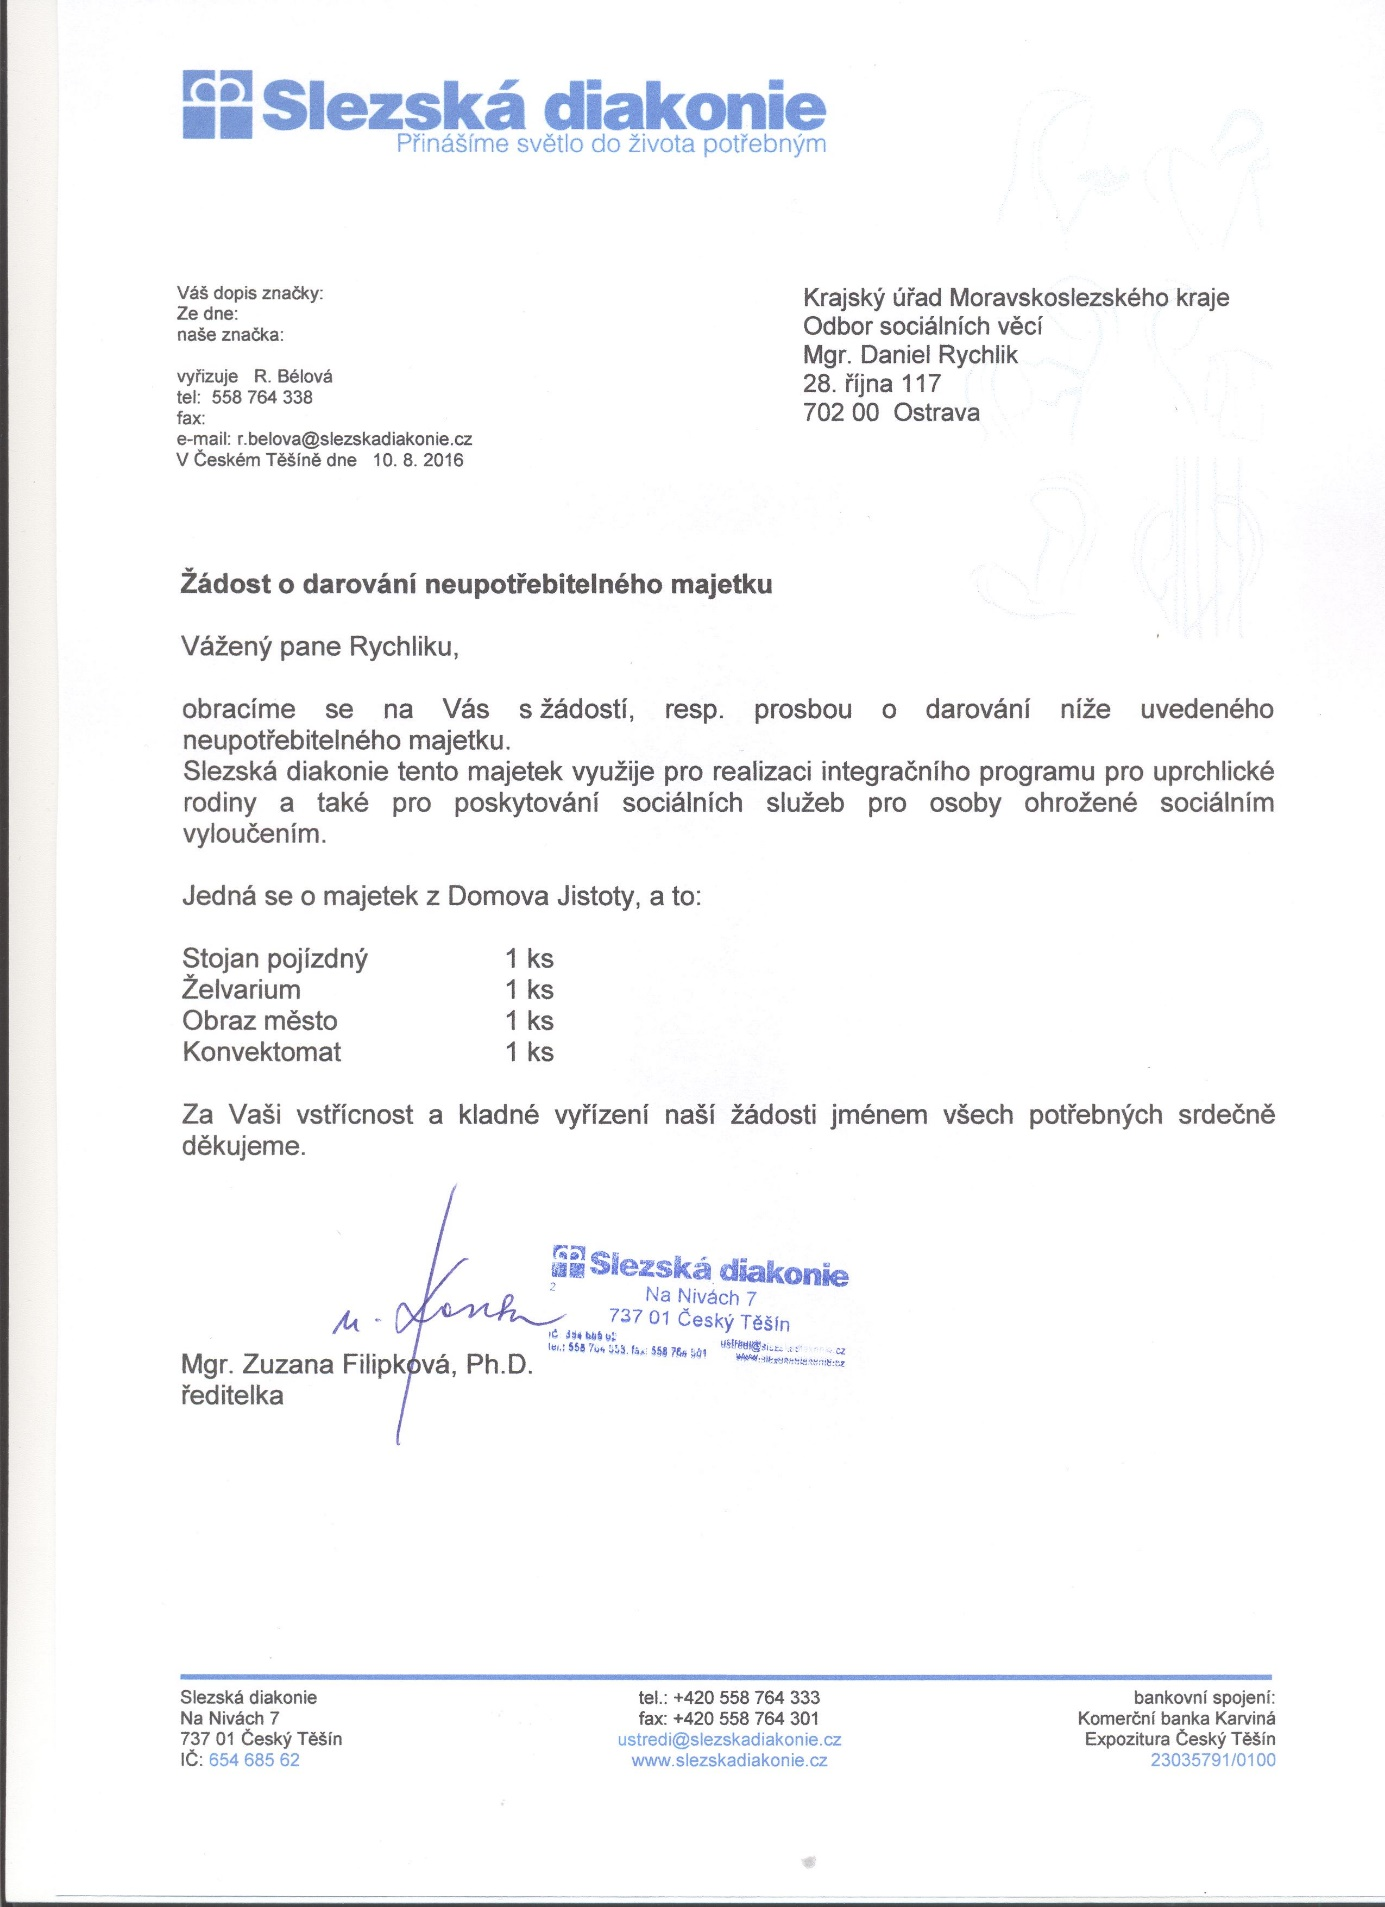 Slezská diakonie
Přinášíme světlo do života potřebným
Váš dopis značky:
Ze dne:
naše značka:
vyřizuje R. Bélová
tel: 558 764 338
fax:
e-mail: r.belova@slezskadiakonie.cz
V Českém Těšíně dne 10. 8. 2016
Krajský úřad Moravskoslezského kraje
Odbor sociálních věcí
Mgr. Daniel Rychlik
28. října 117
702 00 Ostrava
Žádost o darování neupotřebitelného majetku
Vážený pane Rychliku,
obracíme se na Vás s žádostí, resp. prosbou o darování níže uvedeného
neupotřebitelného majetku.
Slezská diakonie tento majetek využije pro realizaci integračního programu pro uprchlické
rodiny a také pro poskytování sociálních služeb pro osoby ohrožené sociálním
vyloučením.
Jedná se o majetek z Domova Jistoty, a to:
Stojan pojízdný 1 ks
Želvarium 1 ks
Obraz město 1 ks
Konvektomat 1 ks
Za Vaši vstřícnost a kladné vyřízení naší žádosti jménem všech potřebných srdečně
děkujeme.
Slezská diakonie
2
Na Nivách 7
737 01 Český Těšín
Mgr. Zuzana Filipková, Ph.D.
ředitelka
Slezská diakonie
Na Nivách 7
737 01 Český Těšín
IČ: 654 685 62
tel.: +420 558 764 333
fax: +420 558 764 301
ustredi@slezskadiakonie.cz
www.slezskadiakonie.cz
bankovní spojení:
Komerční banka Karviná
Expozitura Český Těšín
23035791/0100